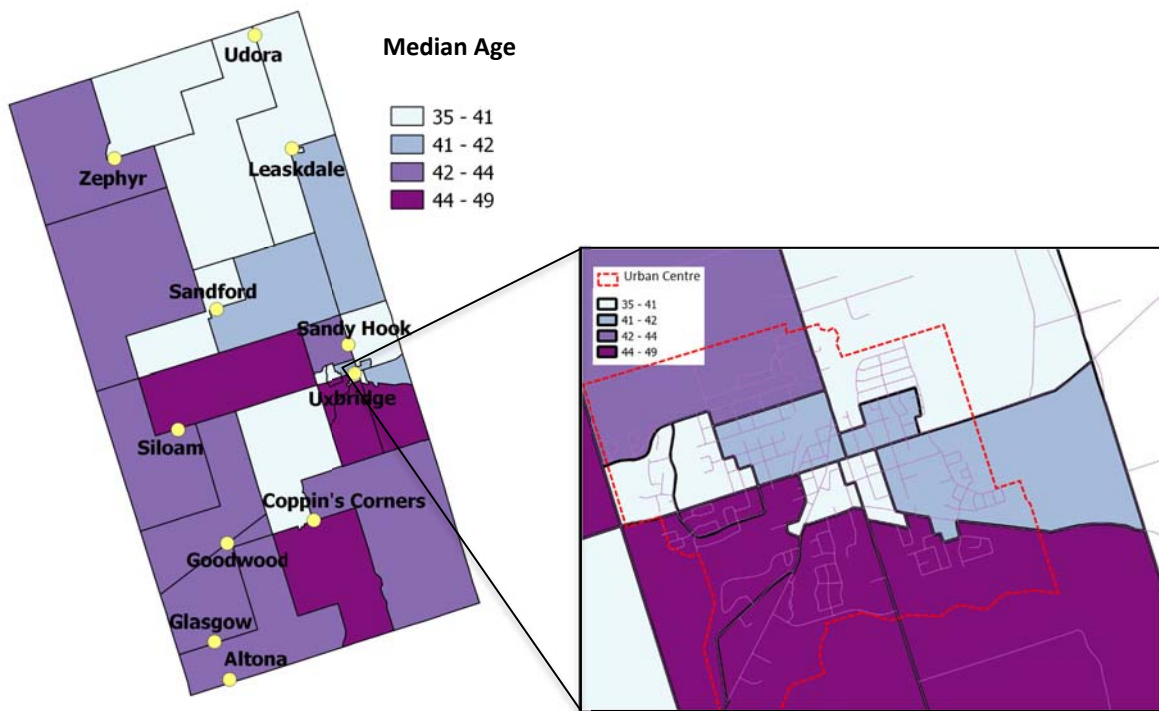 Median Age
35 - 41
41 - 42
42 - 44
44 - 49
Udora
Zephyr
Leaskdale
Sandford
Sandy Hook
Uxbridge
Siloam
Coppin's Corners
Goodwood
Glasgow
Altona
Urban Centre
35 - 41
41 - 42
42 - 44
44 - 49